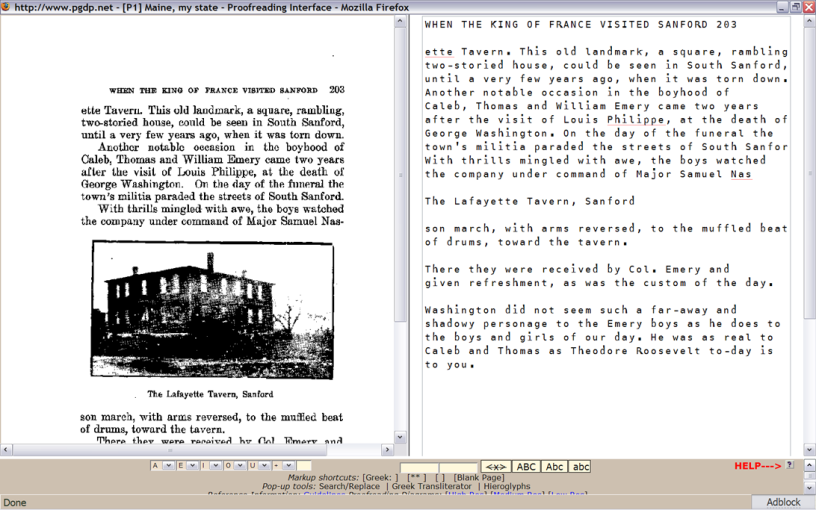 http://www.pgdp.net - [P1] Maine, my state - Proofreading Interface - Mozilla Firefox
WHEN THE KING OF FRANCE VISITED SANFORD 203
ette Tavern. This old landmark, a square, rambling,
two-storied house, could be seen in South Sanford,
until a very few years ago, when it was torn down.
Another notable occasion in the boyhood of
Caleb, Thomas and William Emery came two years
after the visit of Louis Philippe, at the death of
George Washington. On the day of the funeral the
town's militia paraded the streets of South Sanford.
With thrills mingled with awe, the boys watched
the company under command of Major Samuel Nas-
The Lafayette Tavern, Sanford
son march, with arms reversed, to the muffled beat
of drums, toward the tavern.
There they were received by Col. Emery and
WHEN THE KING OF FRANCE VISITED SANFORD 203
ette Tavern. This old landmark, a square, rambling
two-storied house, could be seen in South Sanford,
until a very few years ago, when it was torn down.
Another notable occasion in the boyhood of
Caleb, Thomas and William Emery came two years
after the visit of Louis Philippe, at the death of
George Washington. On the day of the funeral the
town's militia paraded the streets of South Sanfor
With thrills mingled with awe, the boys watched
the company under command of Major Samuel Nas
The Lafayette Tavern, Sanford
son march, with arms reversed, to the muffled beat
of drums, toward the tavern.
There they were received by Col. Emery and
given refreshment, as was the custom of the day.
Washington did not seem such a far-away and
shadowy personage to the Emery boys as he does to
the boys and girls of our day. He was as real to
Caleb and Thomas as Theodore Roosevelt to-day is
to you.
A E I O U + <*> ABC Abc abc HELP---> ?
Markup shortcuts: [Greek: ] [** ] [ ] [Blank Page]
Pop-up tools: Search/Replace | Greek Transliterator | Hieroglyphs
Reference Information: Guidelines Proofreading Diagrams: [High Res] [Medium Res] [Low Res]
Done
Adblock